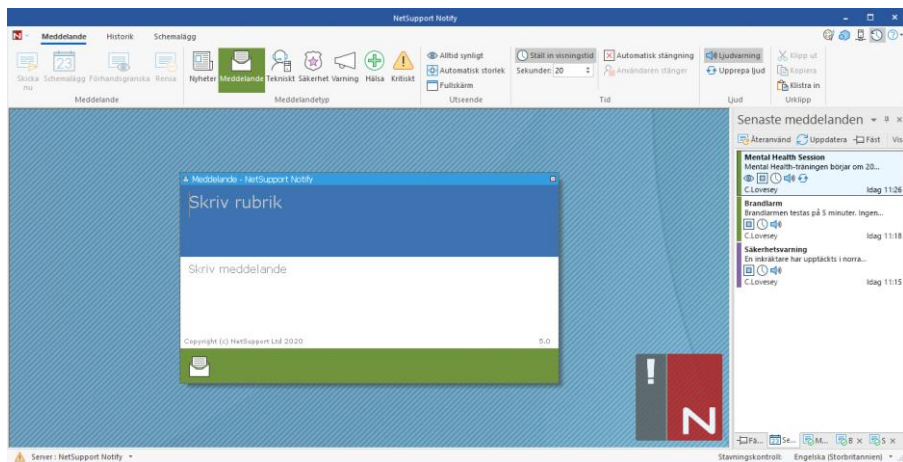 NetSupport Notify
Meddelande Historik Schemalägg
Skicka nu Schemalägg Förhandsgranska Rensa
Meddelande
Nyheter Meddelande Tekniskt Säkerhet Varning Hälsa Kritiskt
Meddelandetyp
Alltid synligt
Automatisk storlek
Fullskärm
Utseende
Ställ in visningstid Automatisk stängning
Sekunder: 20 Användaren stänger
Tid
Ljudvarning
Upprepa ljud
Ljud
Klipp ut
Kopiera
Klistra in
Urklipp
Meddelande - NetSupport Notify
Skriv rubrik
Skriv meddelande
Copyright (c) NetSupport Ltd 2020 5.0
! N
Senaste meddelanden
Återanvänd Uppdatera Fäst Vis
Mental Health Session
Mental Health-träningen börjar om 20...
C.Lovesey Idag 11:26
Brandlarm
Brandlarmen testas på 5 minuter. Ingen...
C.Lovesey Idag 11:18
Säkerhetsvarning
En inkräktare har upptäckts i norra...
C.Lovesey Idag 11:15
Fa... Se... M... B S
Server: NetSupport Notify
Stavningskontroll: Engelska (Storbritannien)